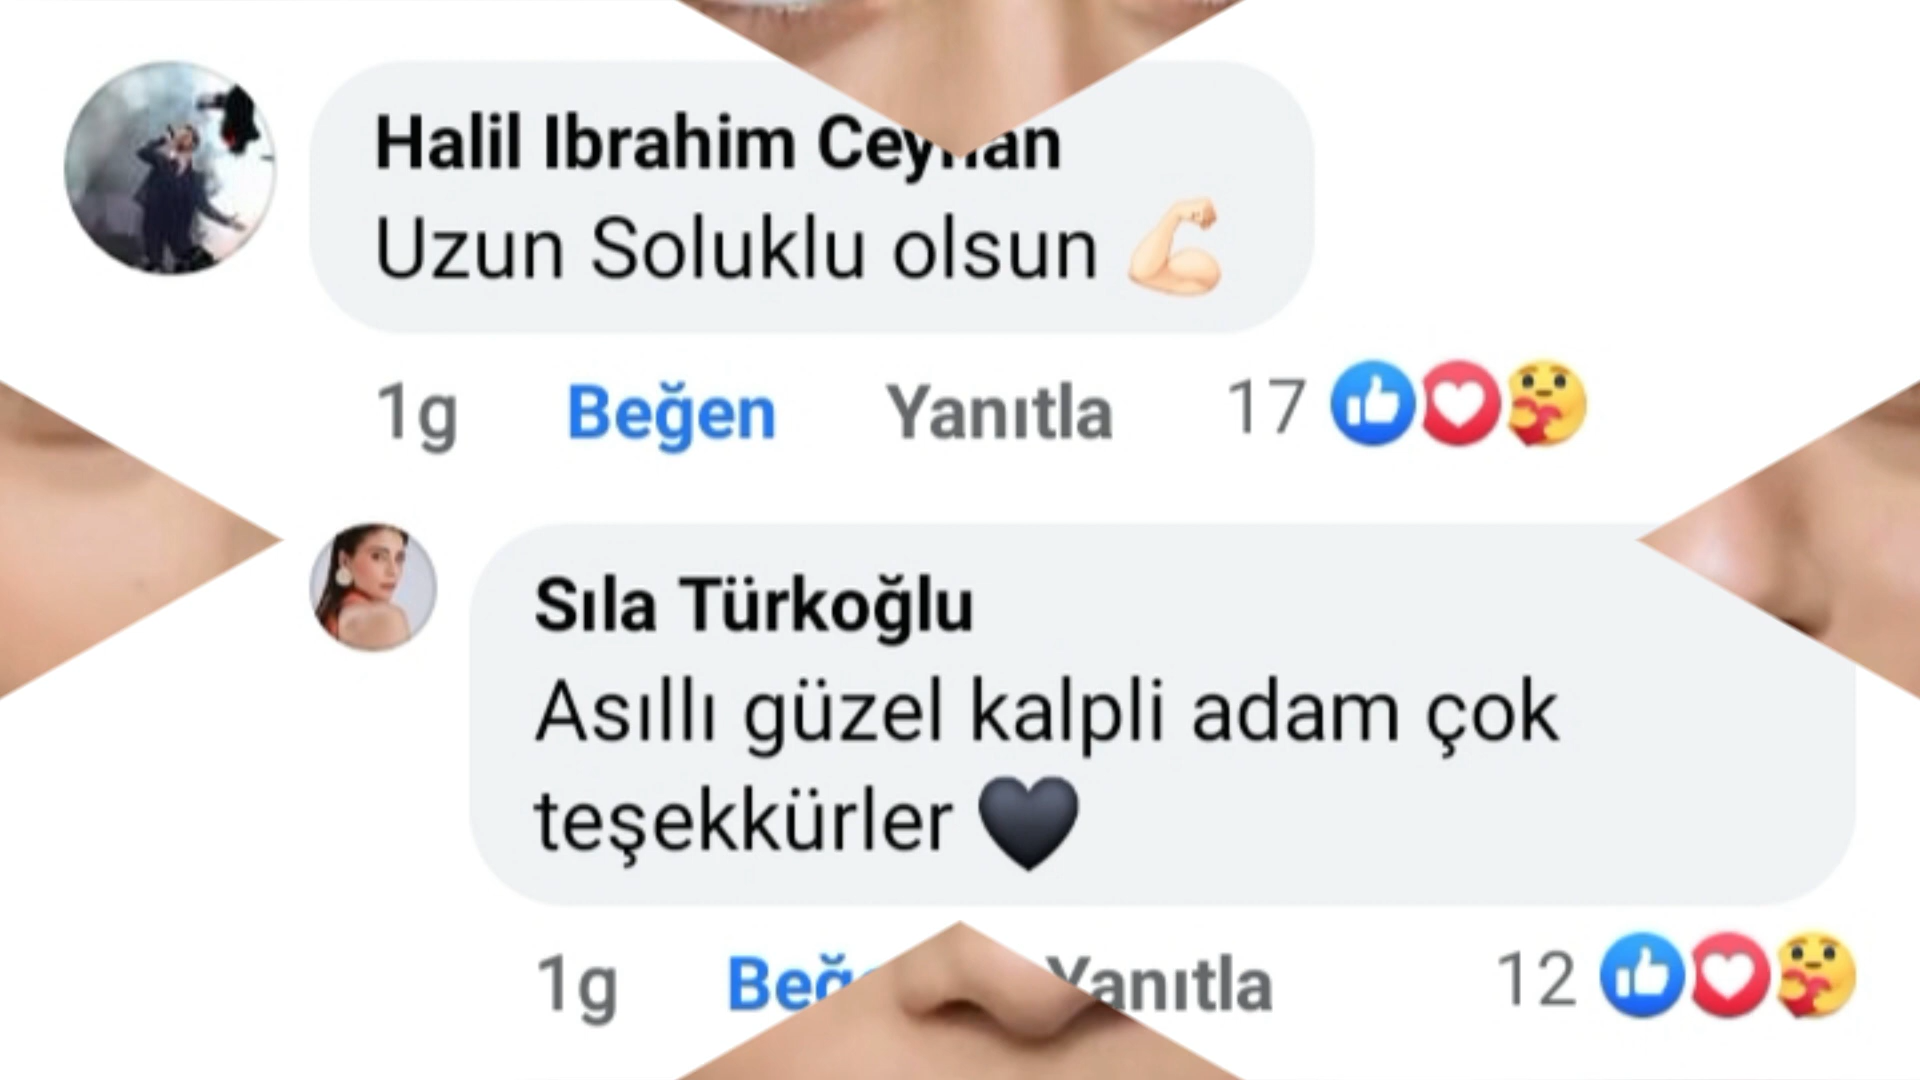 Halil Ibrahim Ceyhan
Uzun Soluklu olsun 💪🏻
1g Beğen Yanıtla 17
Sıla Türkoğlu
Asıllı güzel kalpli adam çok
teşekkürler 🖤
1g Yanıtla 12